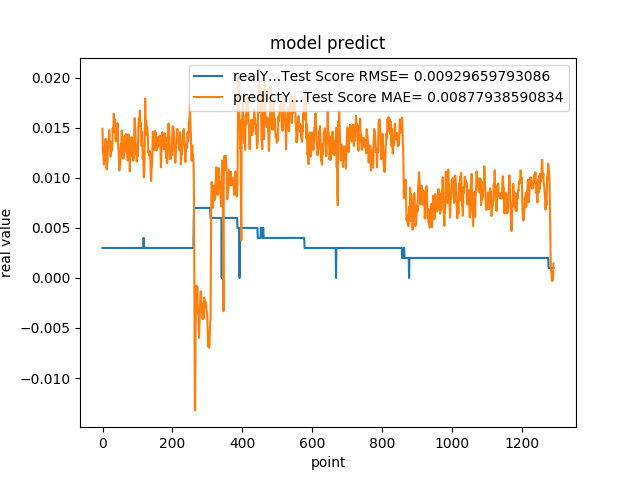 model predict
realY...Test Score RMSE= 0.00929659793086
predictY...Test Score MAE= 0.00877938590834
0.020
0.015
0.010
0.005
0.000
−0.005
−0.010
real value
0 200 400 600 800 1000 1200
point